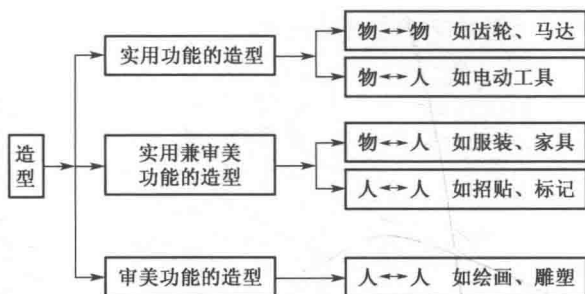 造型
实用功能的造型
物↔物 如齿轮、马达
物↔人 如电动工具
实用兼审美
功能的造型
物↔人 如服装、家具
人↔人 如招贴、标记
审美功能的造型
人↔人 如绘画、雕塑